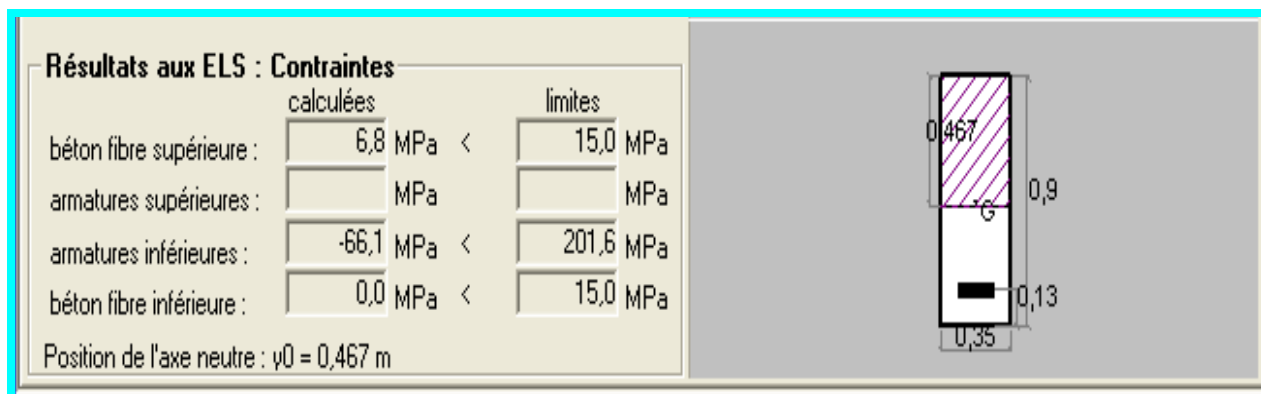 Résultats aux ELS : Contraintes
calculées limites
béton fibre supérieure : 6,8 MPa < 15,0 MPa
armatures supérieures : MPa MPa
armatures inférieures : -66,1 MPa < 201,6 MPa
béton fibre inférieure : 0,0 MPa < 15,0 MPa
Position de l'axe neutre : y0 = 0,467 m
0,467
0,9
G
0,13
0,35